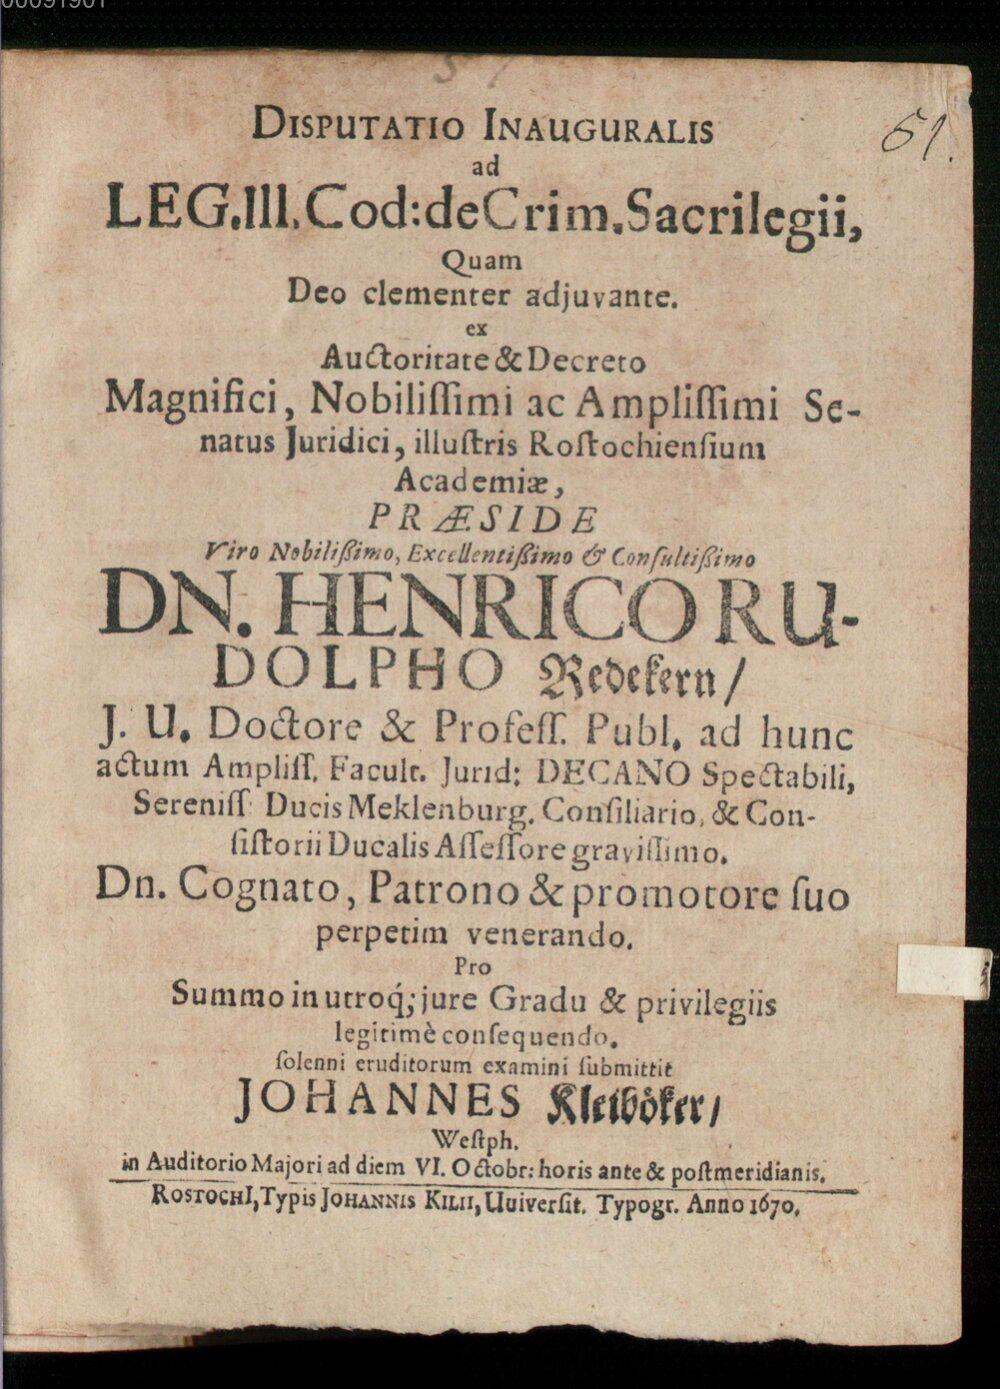 DISPUTATIO INAUGURALIS
51.
ad
LEG.III. Cod: de Crim. Sacrilegii,
Quam
Deo clementer adjuvante.
ex
Auctoritate & Decreto
Magnifici, Nobiliſſimi ac Ampliſſimi Se-
natus Juridici, illuſtris Roſtochienſium
Academiæ,
PRÆSIDE
Viro Nobilißimo, Excellentißimo & Conſultißimo
DN. HENRICO RU-
DOLPHO Redekern/
J. U. Doctore & Profeſſ. Publ. ad hunc
actum Ampliſſ. Facult. Jurid: DECANO Spectabili,
Sereniſſ Ducis Meklenburg. Conſiliario, & Con-
ſiſtorii Ducalis Aſſeſſore graviſſimo.
Dn. Cognato, Patrono & promotore ſuo
perpetim venerando.
Pro
Summo in utroq́; jure Gradu & privilegiis
legitimè conſequendo.
ſolenni eruditorum examini ſubmittit
JOHANNES Kleiböker/
Weſtph.
in Auditorio Majori ad diem VI. Octobr: horis ante & poſtmeridianis.
ROSTOCHI, Typis JOHANNIS KILII, Uuiverſit. Typogr. Anno 1670.